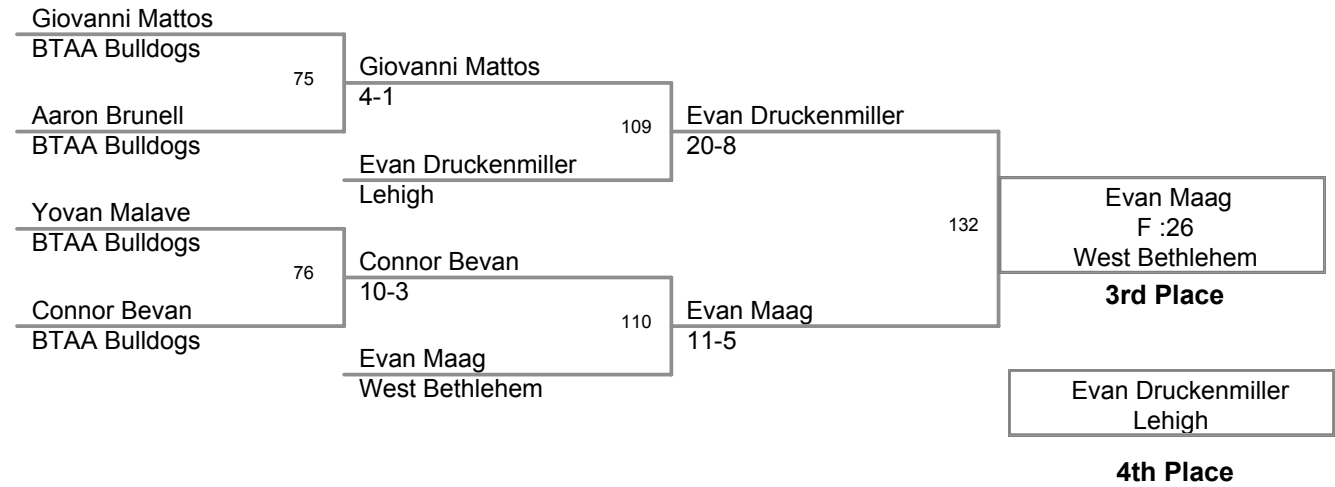 Giovanni Mattos
BTAA Bulldogs
75
Giovanni Mattos
4-1
Aaron Brunell
BTAA Bulldogs
109
Evan Druckenmiller
20-8
Evan Druckenmiller
Lehigh
Yovan Malave
BTAA Bulldogs
132
Evan Maag
F :26
West Bethlehem
3rd Place
76
Connor Bevan
10-3
Connor Bevan
BTAA Bulldogs
110
Evan Maag
11-5
Evan Maag
West Bethlehem
Evan Druckenmiller
Lehigh
4th Place